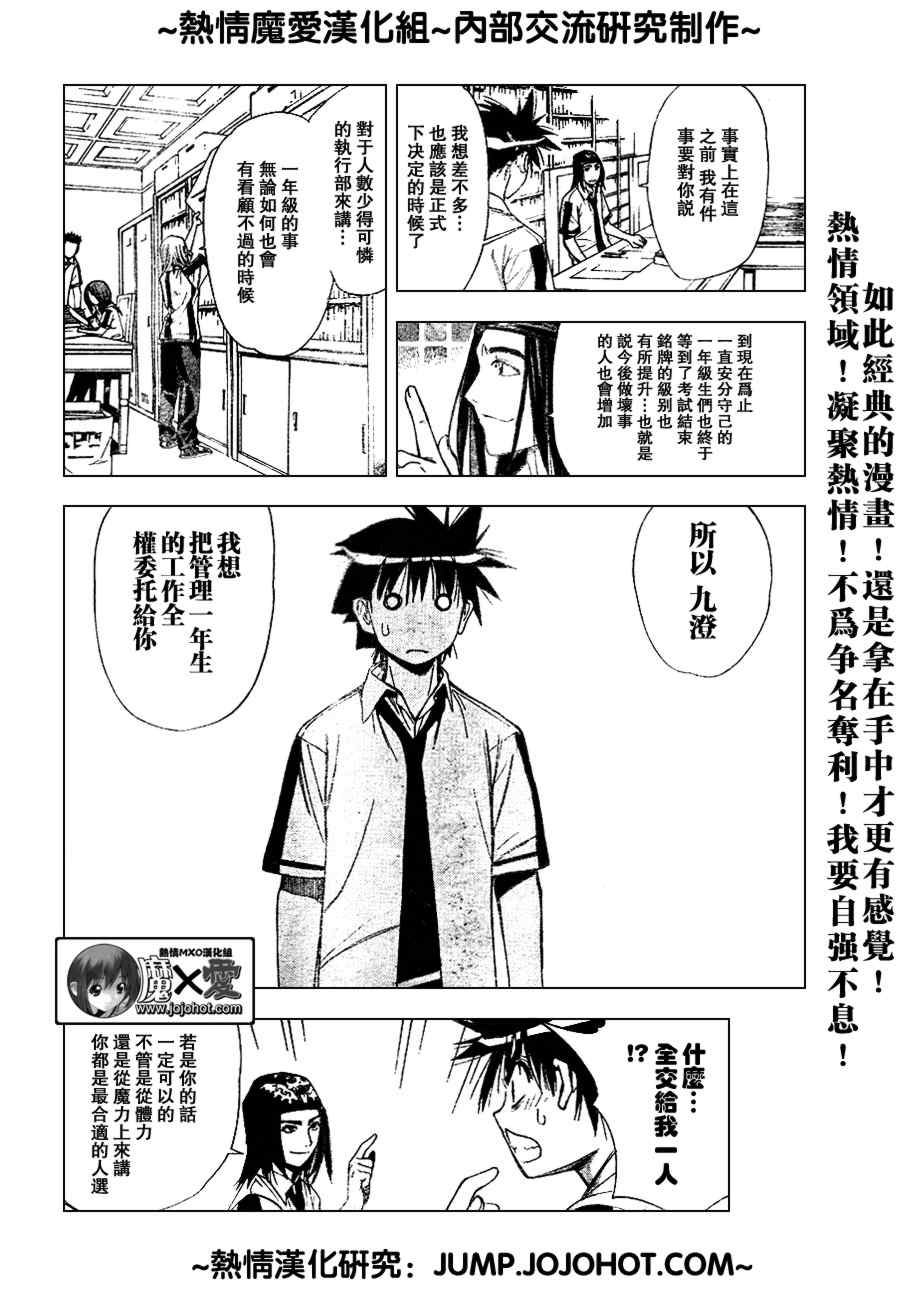 ~熱情魔愛漢化組~內部交流研究制作~
事實上在這
之前 我有件
事要對你説
我想差不多…
也應該是正式
下决定的時候了
對于人數少得可憐
的執行部來講…
一年級的事
無論如何也會
有看顧不過的時候
到現在爲止
一直安分守己的
一年級生們也終于
等到了考試結束
銘牌的級别也
有所提升…也就是
説今後做壞事
的人也會增加
所以 九澄
我想
把管理一年生
的工作全
權委托給你
什麼…
全交給我一人
!?
若是你的話
一定可以的
不管是從體力
還是從魔力上來講
你都是最合適的人選
熱情MXO漢化組
魔×愛
www.jojohot.com
如此經典的漫畫！還是拿在手中才更有感覺！
熱情領域！凝聚熱情！不爲争名奪利！我要自强不息！
~熱情漢化研究：JUMP.JOJOHOT.COM~